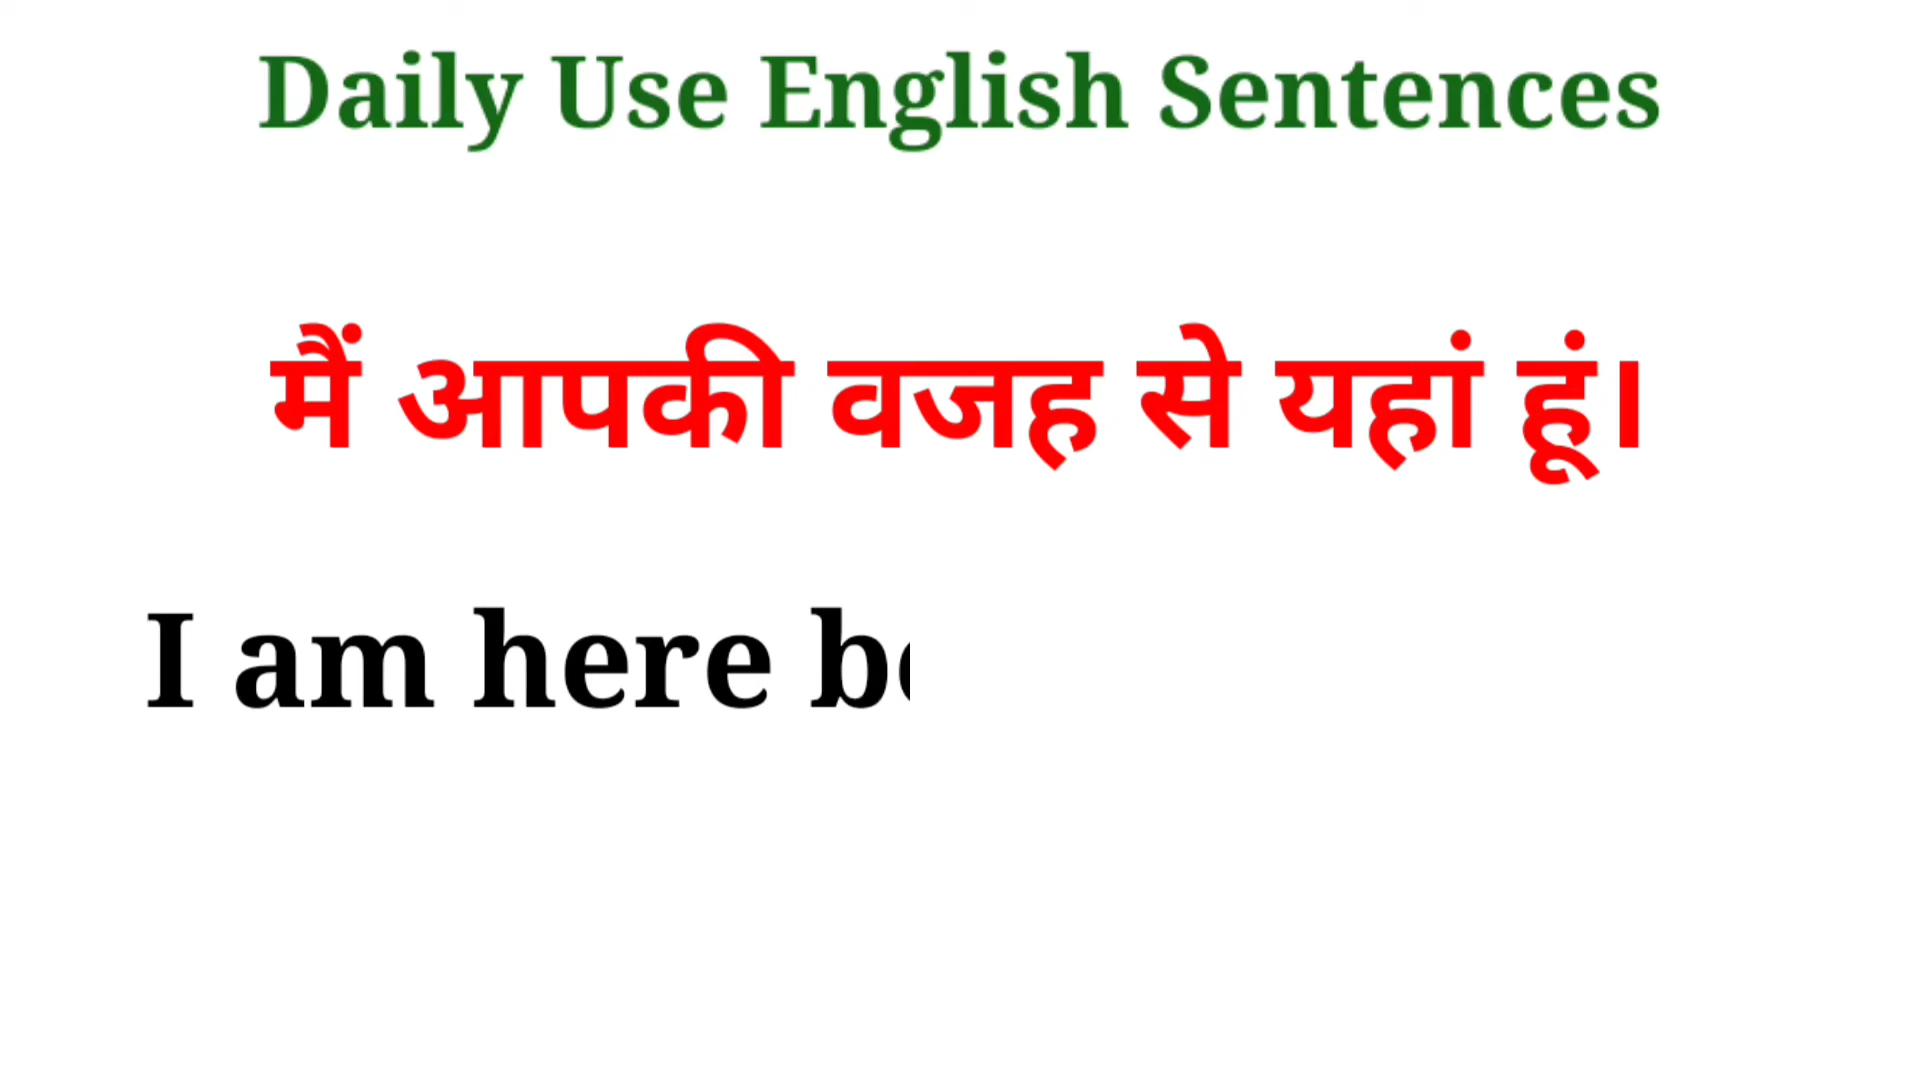 Daily Use English Sentences
मैं आपकी वजह से यहां हूं।
I am here